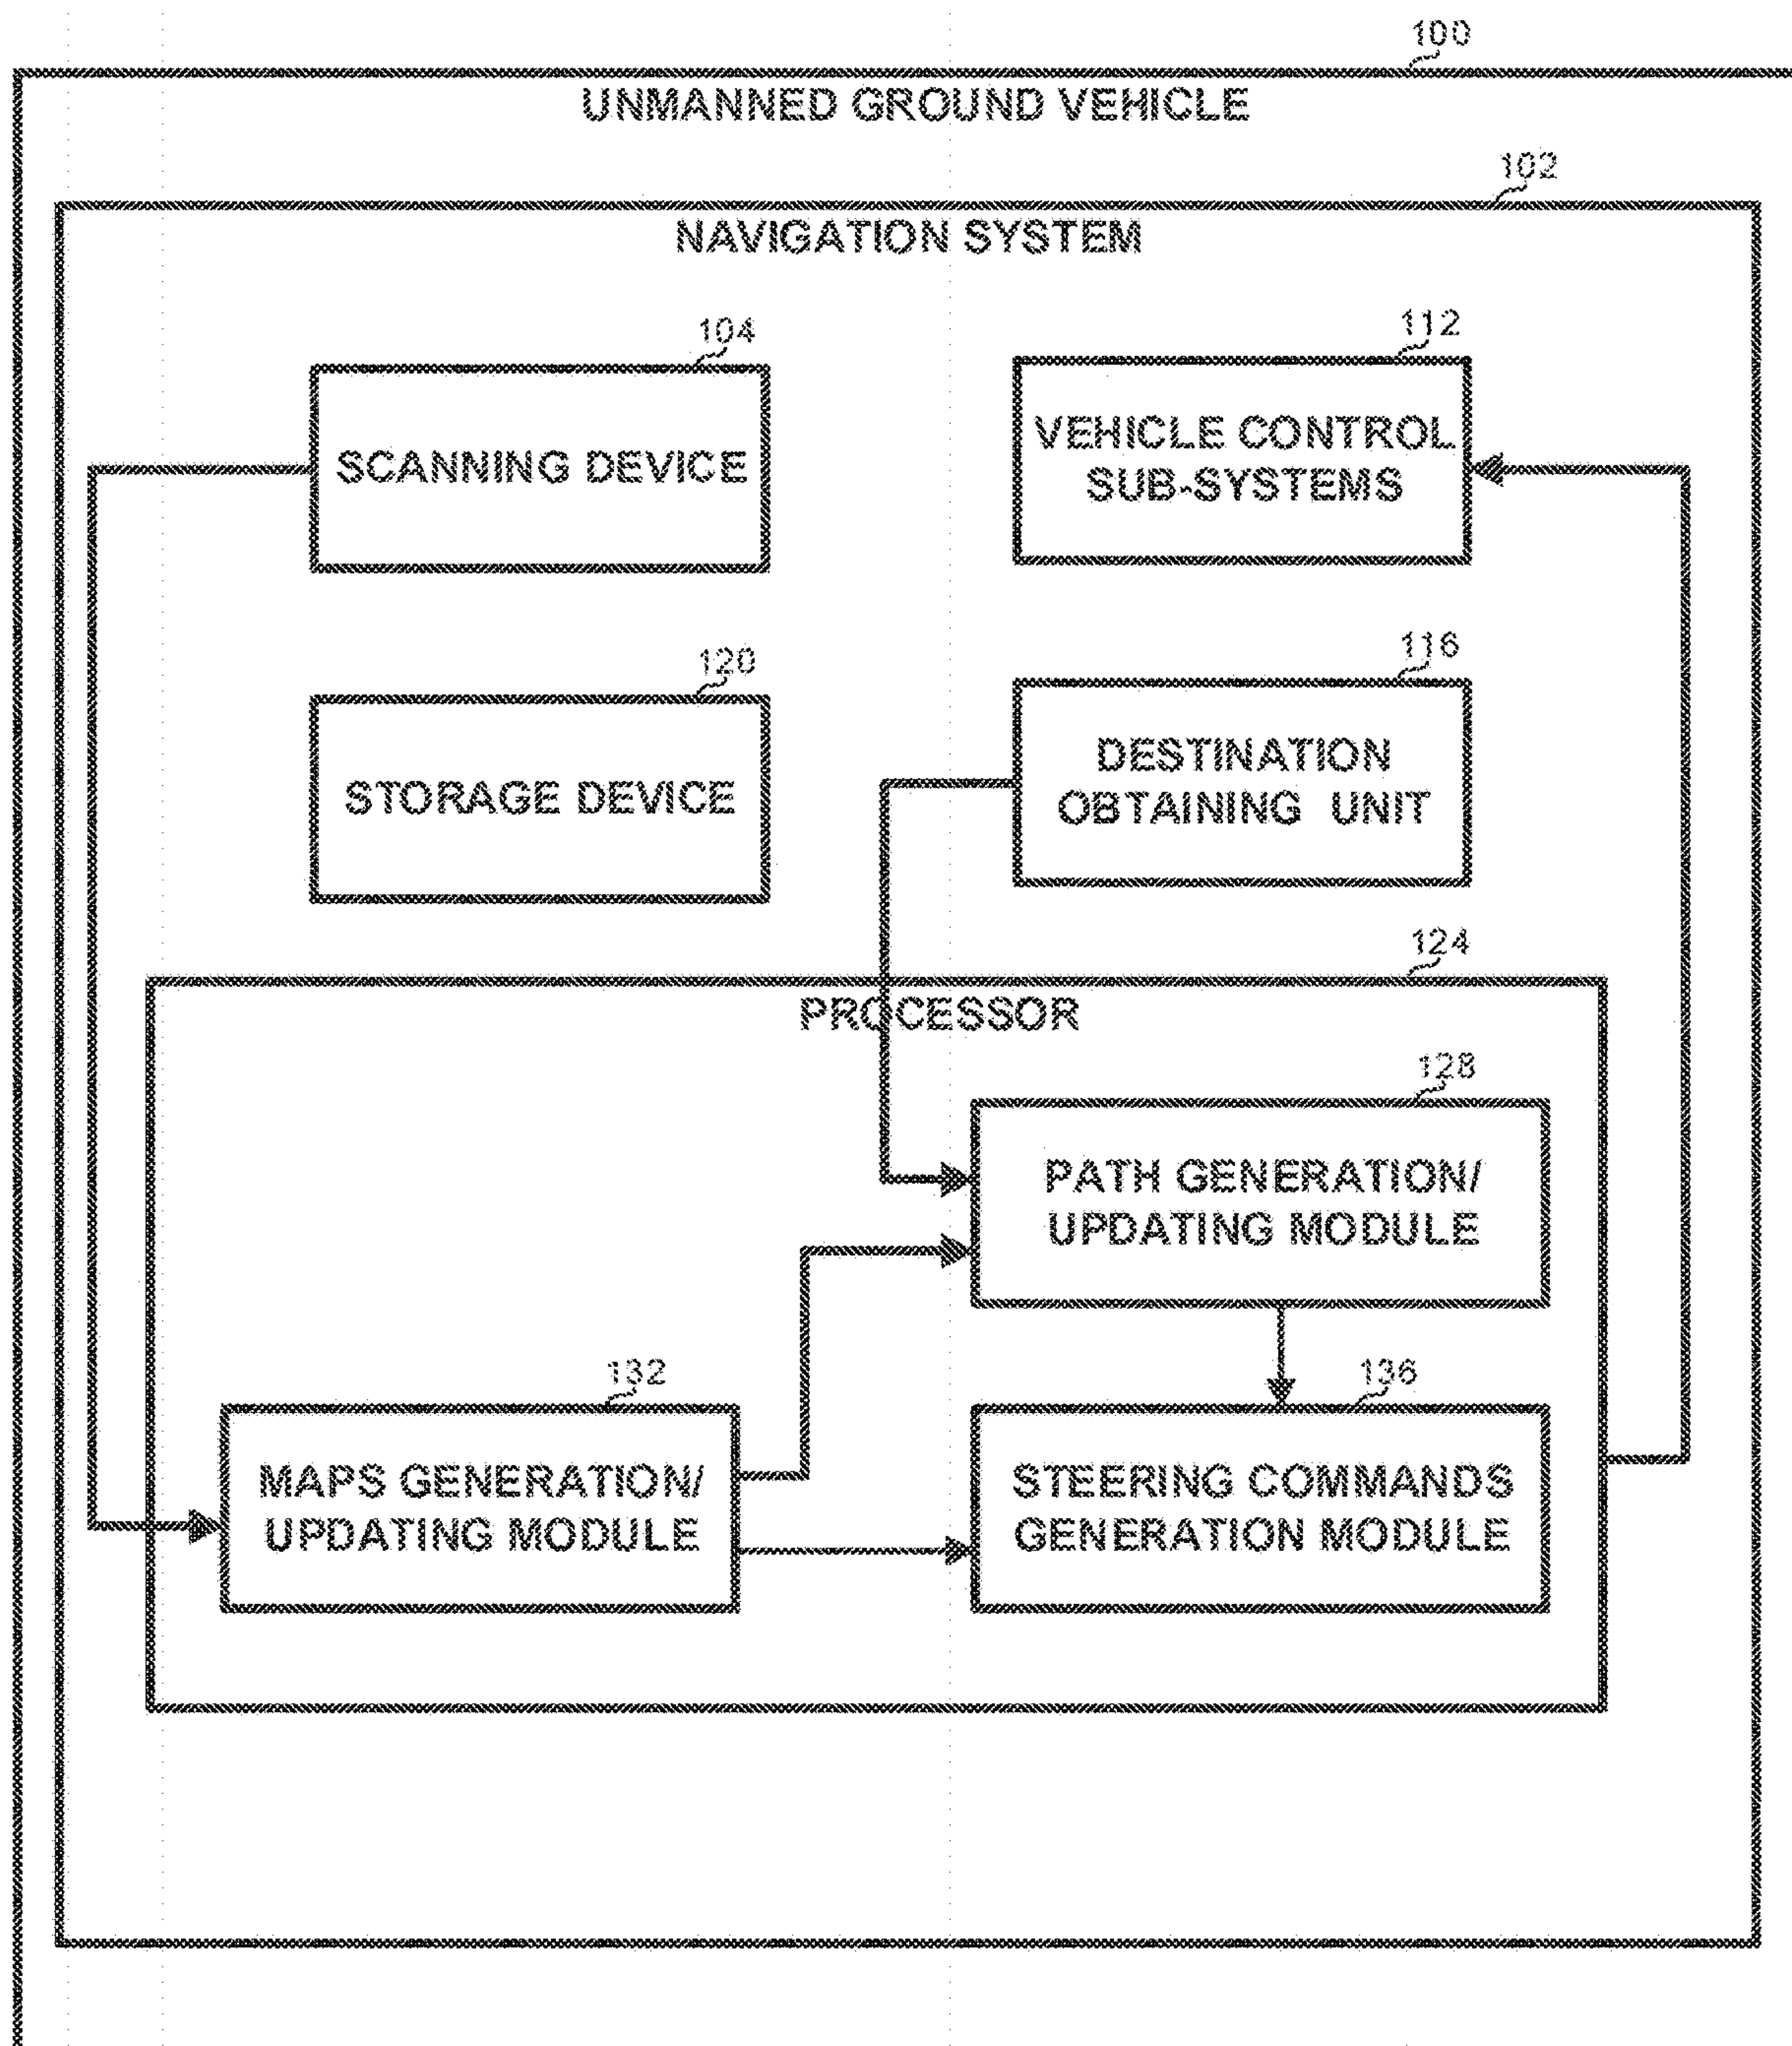 100
UNMANNED GROUND VEHICLE
102
NAVIGATION SYSTEM
104
SCANNING DEVICE
112
VEHICLE CONTROL
SUB-SYSTEMS
120
STORAGE DEVICE
116
DESTINATION
OBTAINING UNIT
124
PROCESSOR
128
PATH GENERATION/
UPDATING MODULE
132
MAPS GENERATION/
UPDATING MODULE
136
STEERING COMMANDS
GENERATION MODULE